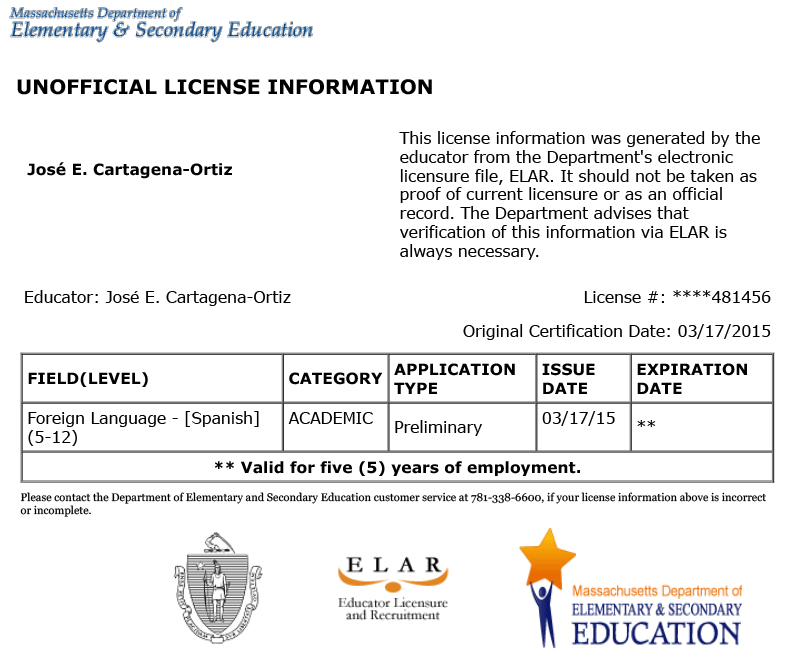 Massachusetts Department of
Elementary & Secondary Education
UNOFFICIAL LICENSE INFORMATION
José E. Cartagena-Ortiz
This license information was generated by the
educator from the Department's electronic
licensure file, ELAR. It should not be taken as
proof of current licensure or as an official
record. The Department advises that
verification of this information via ELAR is
always necessary.
Educator: José E. Cartagena-Ortiz
License #: ****481456
Original Certification Date: 03/17/2015
FIELD(LEVEL) CATEGORY APPLICATION TYPE ISSUE DATE EXPIRATION DATE
Foreign Language - [Spanish] (5-12) ACADEMIC Preliminary 03/17/15 **
** Valid for five (5) years of employment.
Please contact the Department of Elementary and Secondary Education customer service at 781-338-6600, if your license information above is incorrect
or incomplete.
ELAR
Educator Licensure
and Recruitment
Massachusetts Department of
ELEMENTARY & SECONDARY
EDUCATION